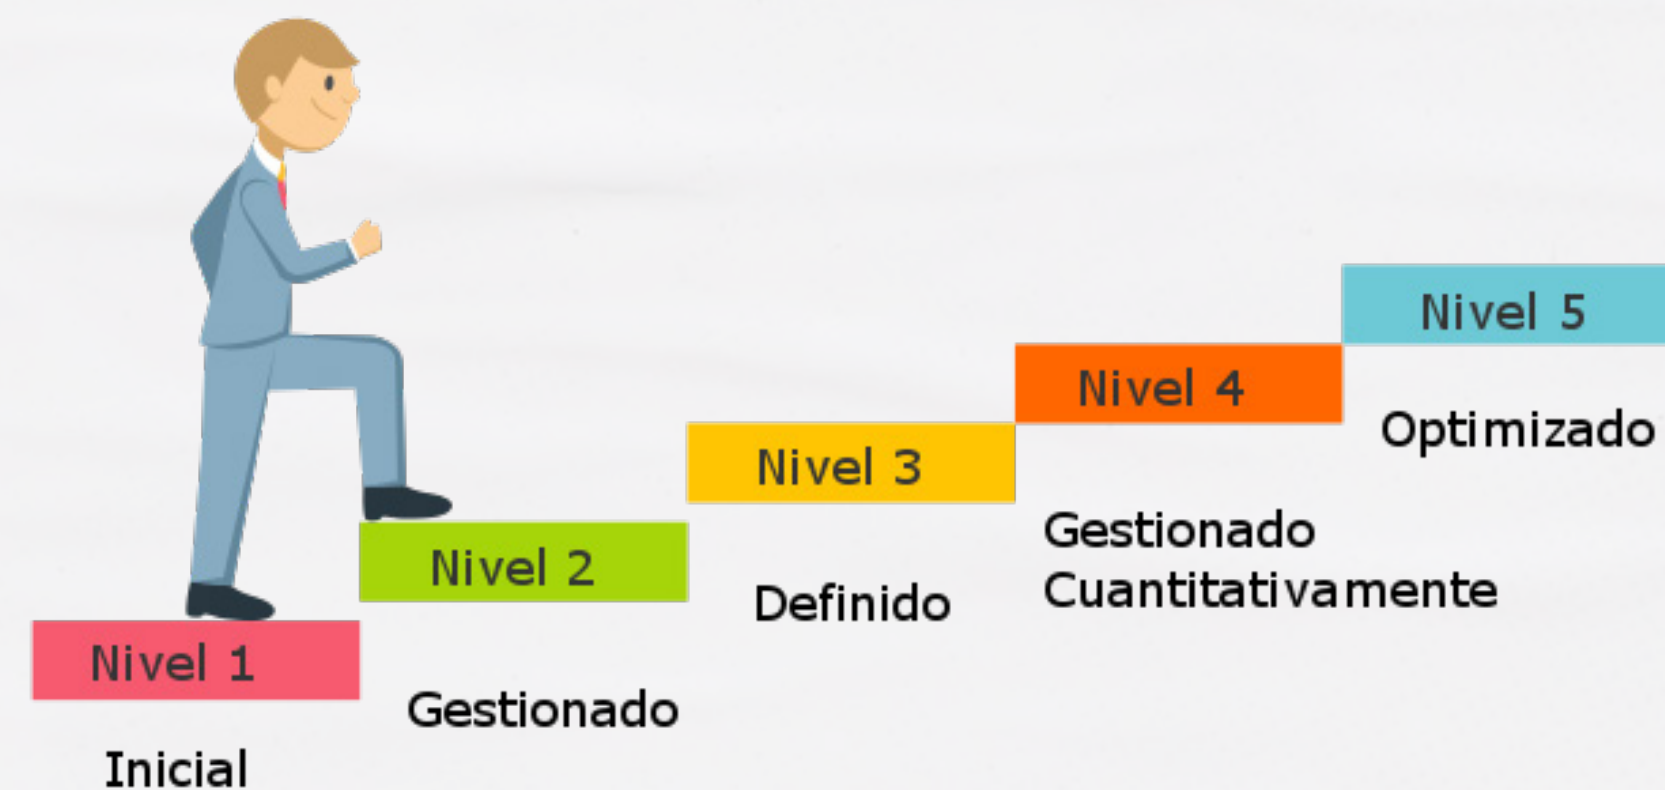 Nivel 1
Inicial
Nivel 2
Gestionado
Nivel 3
Definido
Nivel 4
Gestionado
Cuantitativamente
Nivel 5
Optimizado